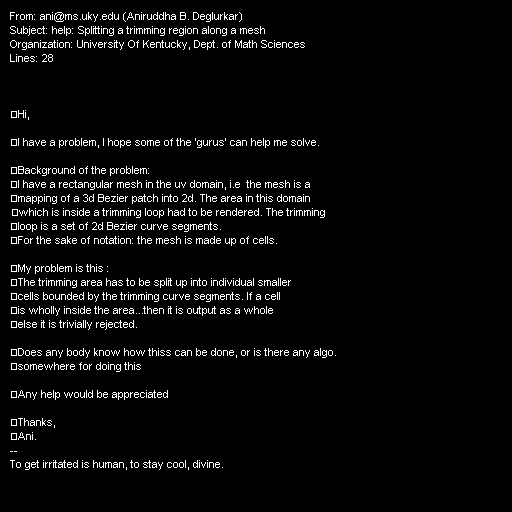 From: ani@ms.uky.edu (Aniruddha B. Deglurkar)
Subject: help: Splitting a trimming region along a mesh
Organization: University Of Kentucky, Dept. of Math Sciences
Lines: 28
Hi,
I have a problem, I hope some of the 'gurus' can help me solve.
Background of the problem:
I have a rectangular mesh in the uv domain, i.e  the mesh is a
mapping of a 3d Bezier patch into 2d. The area in this domain
which is inside a trimming loop had to be rendered. The trimming
loop is a set of 2d Bezier curve segments.
For the sake of notation: the mesh is made up of cells.
My problem is this :
The trimming area has to be split up into individual smaller
cells bounded by the trimming curve segments. If a cell
is wholly inside the area...then it is output as a whole
else it is trivially rejected.
Does any body know how thiss can be done, or is there any algo.
somewhere for doing this
Any help would be appreciated
Thanks,
Ani.
--
To get irritated is human, to stay cool, divine.